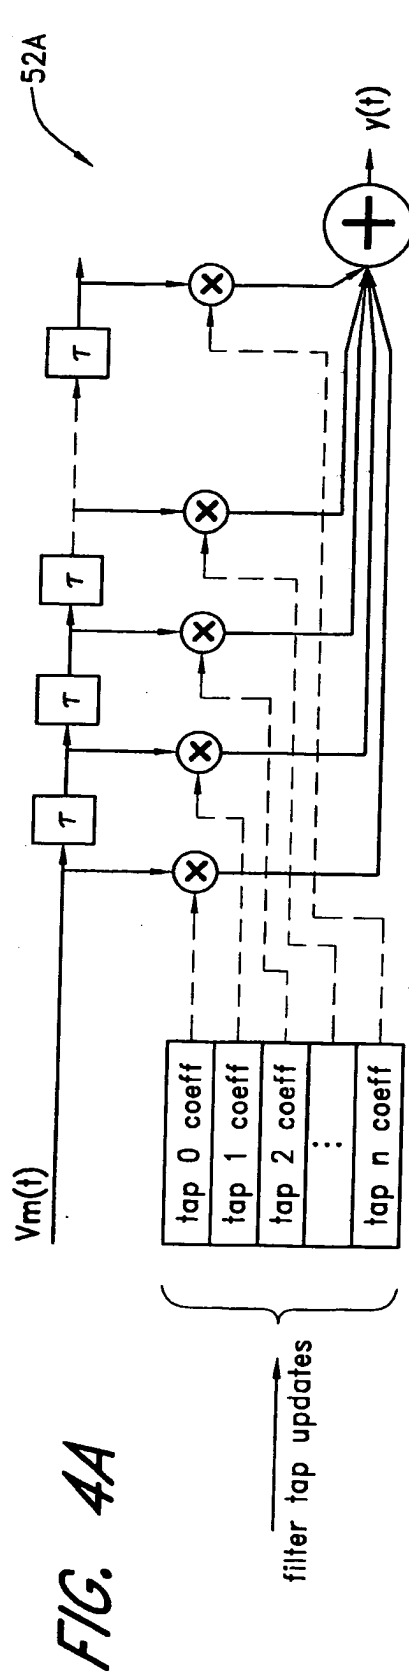 FIG. 4A
52A
Vm(t)
τ
τ
τ
τ
×
×
×
×
×
+
y(t)
tap 0 coeff
tap 1 coeff
tap 2 coeff
...
tap n coeff
filter tap updates